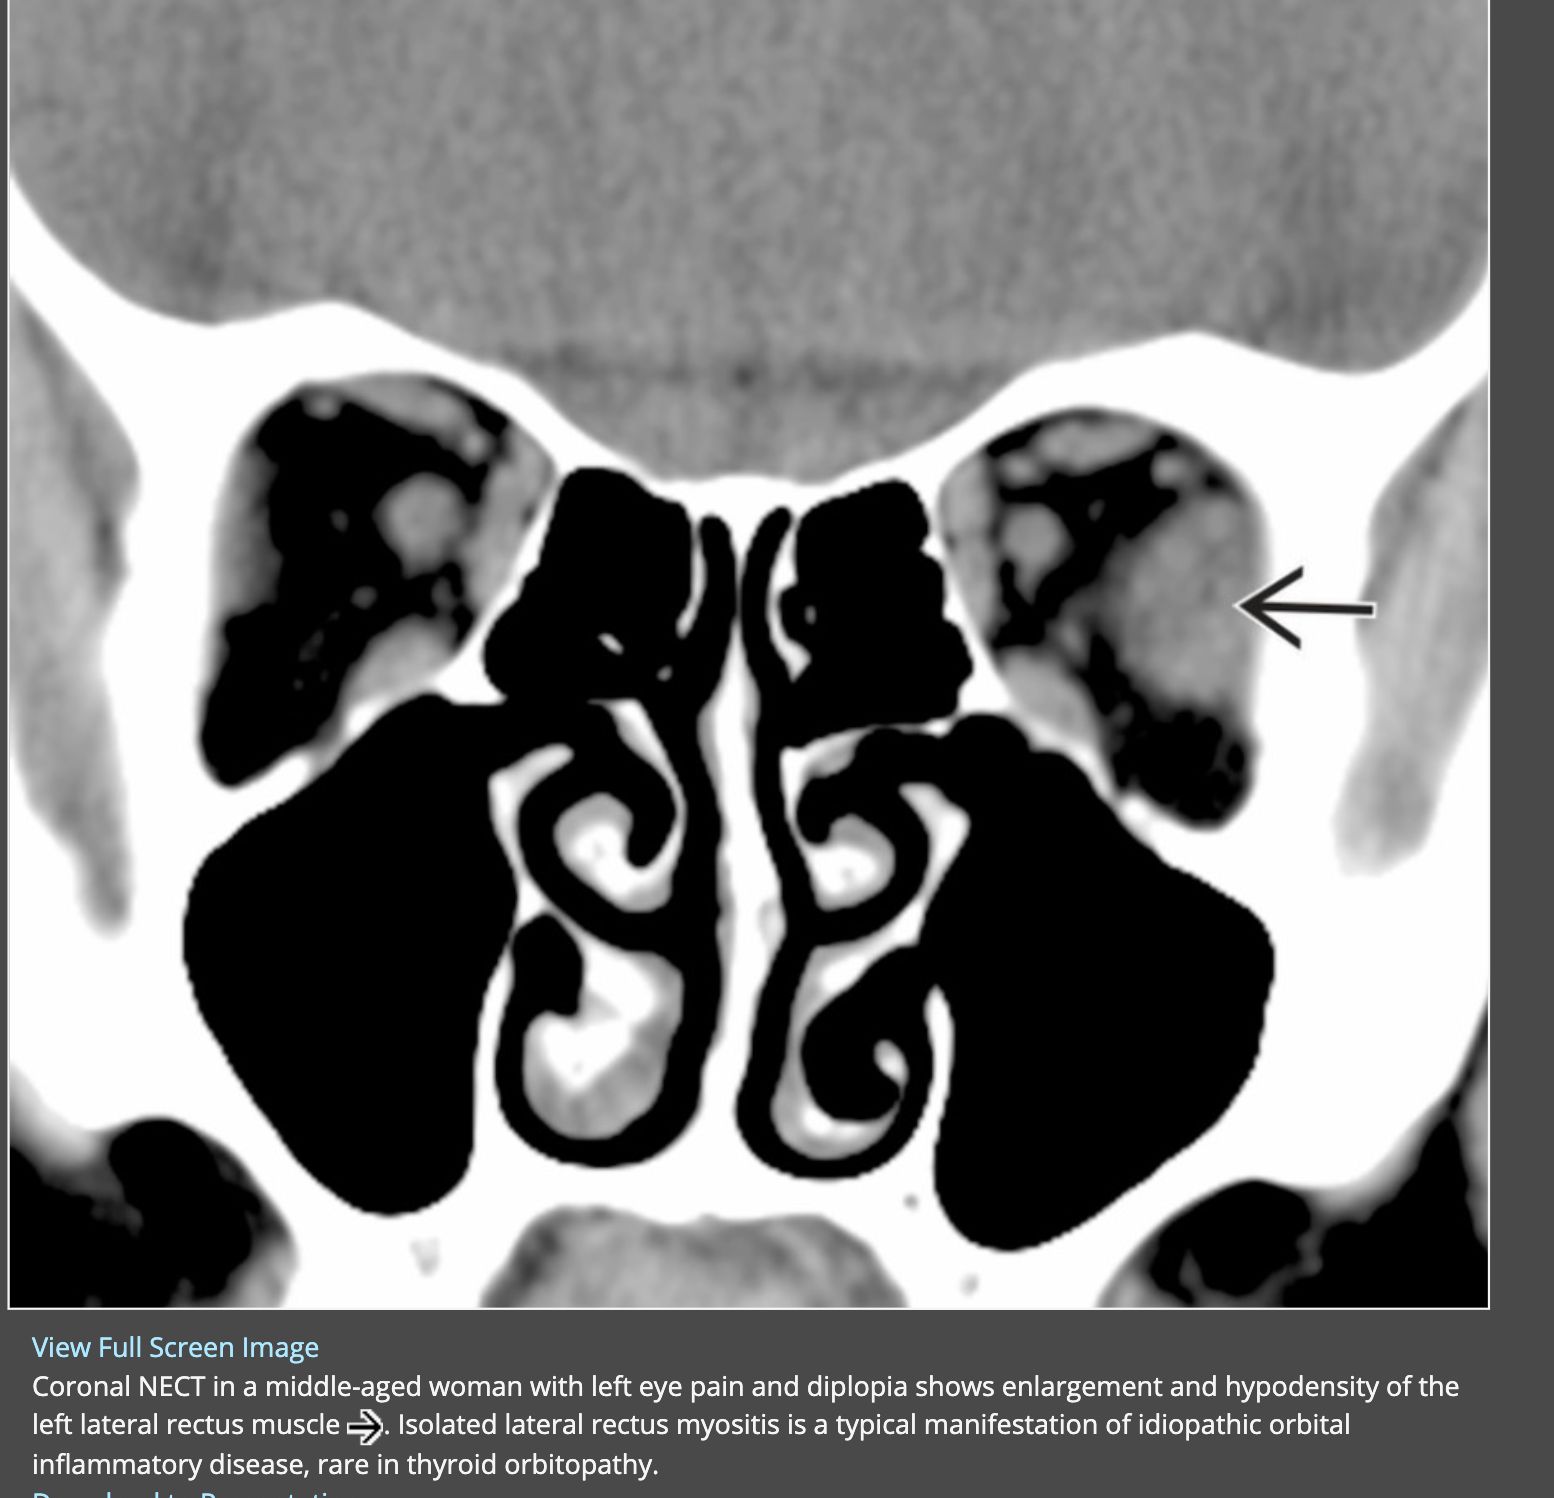 View Full Screen Image
Coronal NECT in a middle-aged woman with left eye pain and diplopia shows enlargement and hypodensity of the
left lateral rectus muscle . Isolated lateral rectus myositis is a typical manifestation of idiopathic orbital
inflammatory disease, rare in thyroid orbitopathy.